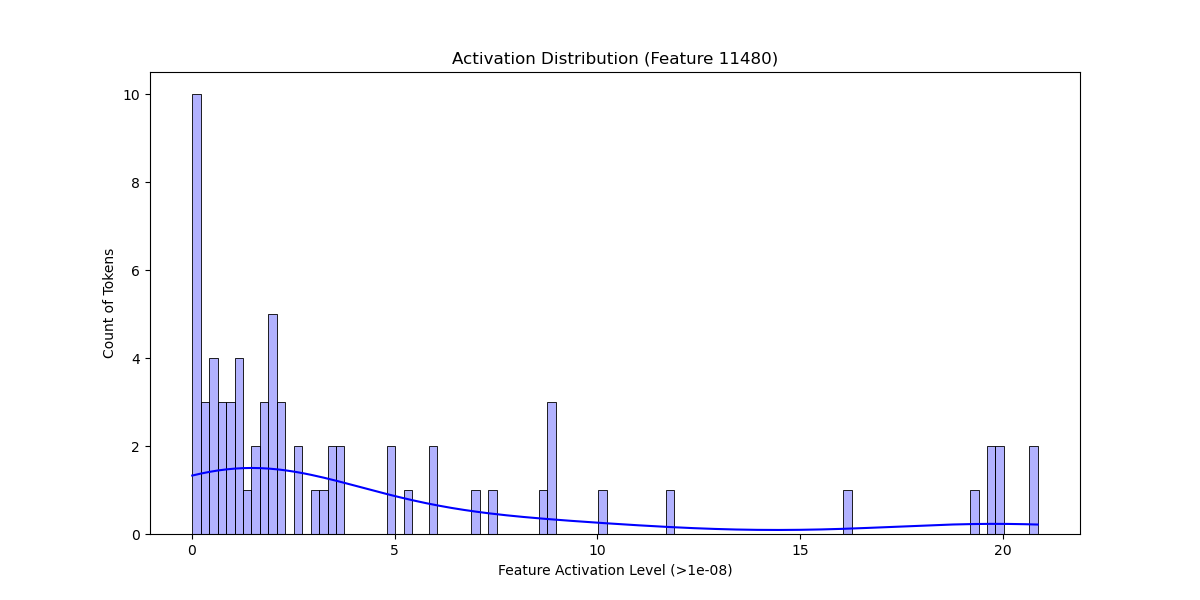 Activation Distribution (Feature 11480)
10
8
6
4
2
0
Count of Tokens
0 5 10 15 20
Feature Activation Level (>1e-08)